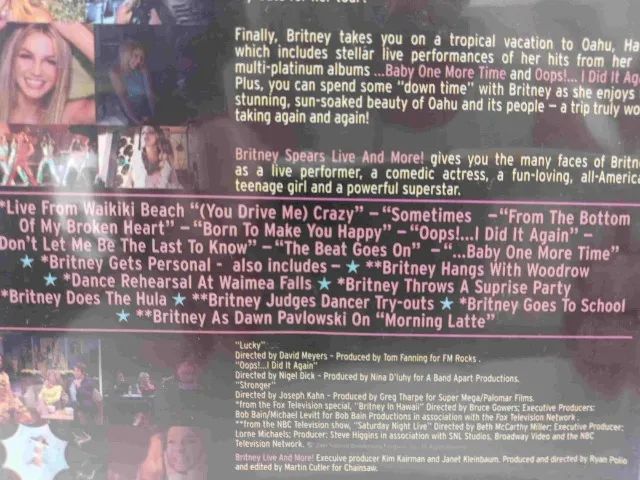 for her tour!
Finally, Britney takes you on a tropical vacation to Oahu, Ha
which includes stellar live performances of her hits from her
multi-platinum albums ...Baby One More Time and Oops!... I Did It Aga
Plus, you can spend some "down time" with Britney as she enjoys
stunning, sun-soaked beauty of Oahu and its people – a trip truly wo
taking again and again!
Britney Spears Live And More! gives you the many faces of Britn
as a live performer, a comedic actress, a fun-loving, all-America
teenage girl and a powerful superstar.
*Live From Waikiki Beach "(You Drive Me) Crazy" – "Sometimes – "From The Bottom
Of My Broken Heart" – "Born To Make You Happy" – "Oops!...I Did It Again" –
Don't Let Me Be The Last To Know" – "The Beat Goes On" – "...Baby One More Time"
★ *Britney Gets Personal - also includes – ★ **Britney Hangs With Woodrow
★ *Dance Rehearsal At Waimea Falls ★ *Britney Throws A Suprise Party
*Britney Does The Hula ★ **Britney Judges Dancer Try-outs ★ *Britney Goes To School
★ **Britney As Dawn Pavlowski On "Morning Latte"
"Lucky"
Directed by David Meyers - Produced by Tom Fanning for FM Rocks .
"Oops!...I Did It Again"
Directed by Nigel Dick - Produced by Nina D'luhy for A Band Apart Productions.
"Stronger"
Directed by Joseph Kahn - Produced by Greg Tharpe for Super Mega/Palomar Films.
*from the Fox Television special, "Britney In Hawaii" Directed by Bruce Gowers; Executive Producers:
Bob Bain/Michael Levitt for Bob Bain Productions in association with the Fox Television Network.
**from the NBC Television show, "Saturday Night Live" Directed by Beth McCarthy Miller; Executive Producer:
Lorne Michaels; Producer: Steve Higgins in association with SNL Studios, Broadway Video and the NBC
Television Network.
Britney Live And More! Execuive producer Kim Kairman and Janet Kleinbaum. Produced and directed by Ryan Polio
and edited by Martin Cutler for Chainsaw.